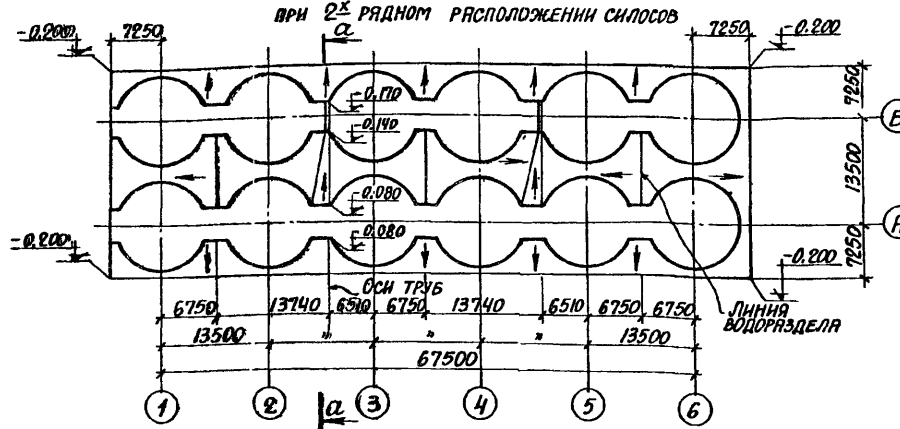 ПРИ 2х РЯДНОМ РАСПОЛОЖЕНИИ СИЛОСОВ
-0.200 7250 а 7250 -0.200
-0.170
-0.140
-0.080
-0.080
7250
13500
7250
В
А
-0.200
-0.200
ОСИ ТРУБ
6750 13740 6510 6750 13740 6510 6750 6750
ЛИНИЯ
ВОДОРАЗДЕЛА
13500 " " " 13500
67500
1 2 а 3 4 5 6